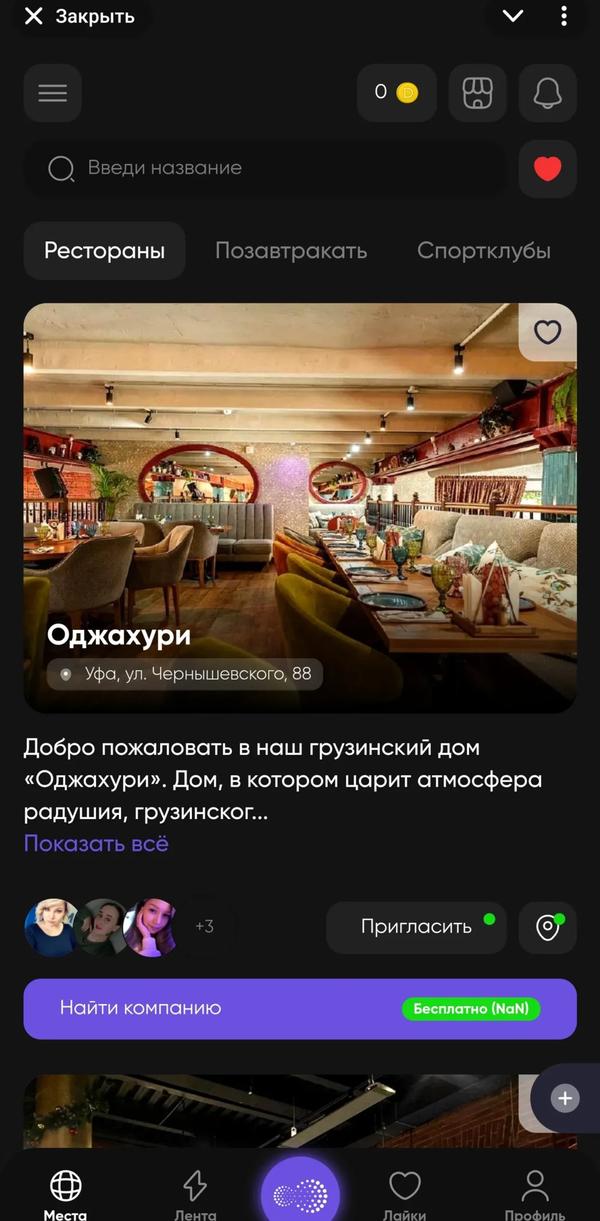 Закрыть
0
Введи название
Рестораны Позавтракать Спортклубы
Оджахури
Уфа, ул. Чернышевского, 88
Добро пожаловать в наш грузинский дом
«Оджахури». Дом, в котором царит атмосфера
радушия, грузинског...
Показать всё
+3 Пригласить
Найти компанию Бесплатно (NaN)
Места Лента Лайки Профиль